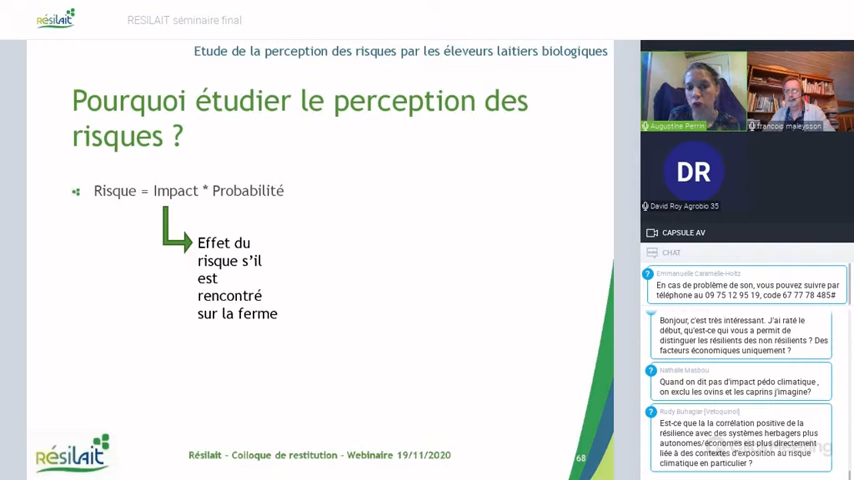 Résilait
RESILAIT séminaire final
Etude de la perception des risques par les éleveurs laitiers biologiques
Pourquoi étudier le perception des
risques ?
Risque = Impact * Probabilité
Effet du
risque s’il
est
rencontré
sur la ferme
Résilait
Résilait - Colloque de restitution - Webinaire 19/11/2020
68
Augustine Perrin
francois maleysson
DR
David Roy Agrobio 35
CAPSULE AV
CHAT
Emmanuelle Caramelle-Holtz
En cas de problème de son, vous pouvez suivre par
téléphone au 09 75 12 95 19, code 67 77 78 485#
Bonjour, c'est très intéressant. J'ai raté le
début, qu'est-ce qui vous a permit de
distinguer les résilients des non résilients ? Des
facteurs économiques uniquement ?
Nathalie Masbou
Quand on dit pas d'impact pédo climatique ,
on exclu les ovins et les caprins j'imagine?
Rudy Buhaglar-[Vetoquinol]
Est-ce que la la corrélation positive de la
résilience avec des systèmes herbagers plus
autonomes/économes est plus directement
liée à des contextes d'exposition au risque
climatique en particulier ?